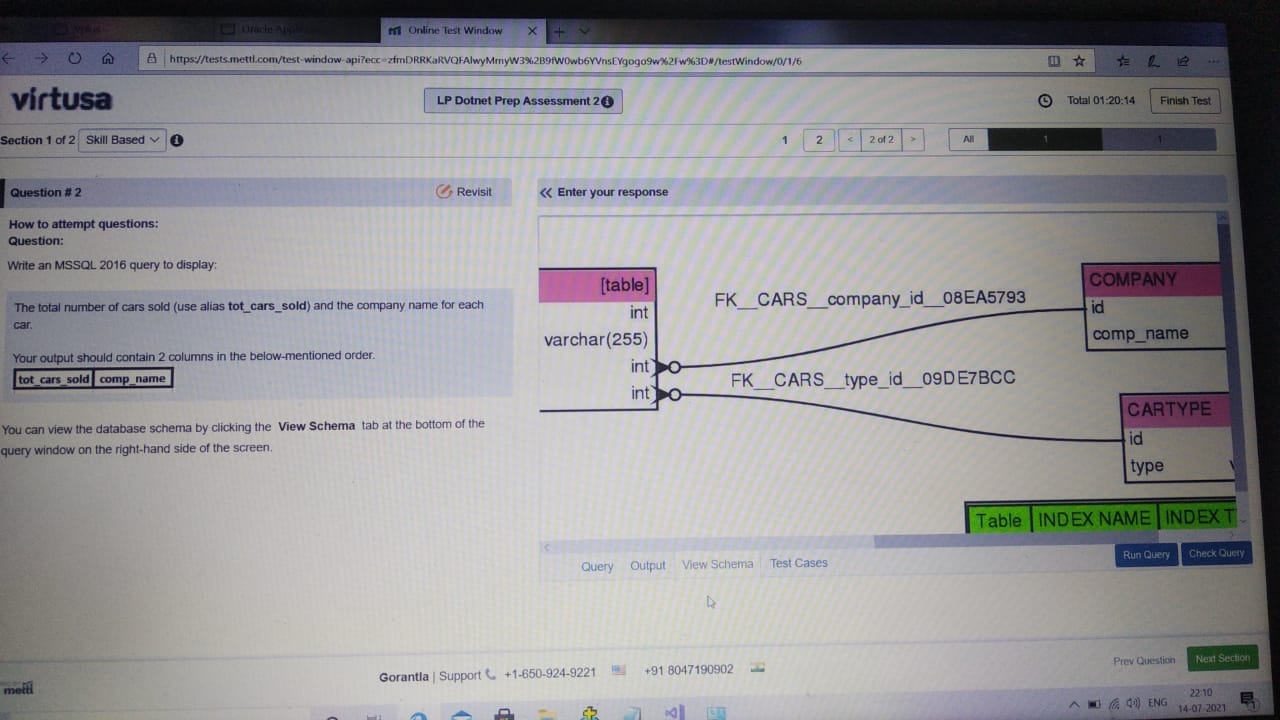 Online Test Window
https://tests.mettl.com/test-window-api?ecc=zfmDRRKaRVQFAlwyMmyW3%2B9fW0wb6YVnsEYgogo9w%2Fw%3D#/testWindow/0/1/6
virtusa
LP Dotnet Prep Assessment 2
Total 01:20:14
Finish Test
Section 1 of 2 Skill Based
1 2 < 2 of 2 > All 1 1
Question # 2
Revisit
Enter your response
How to attempt questions:
Question:
Write an MSSQL 2016 query to display:
The total number of cars sold (use alias tot_cars_sold) and the company name for each
car.
Your output should contain 2 columns in the below-mentioned order.
tot_cars_sold comp_name
You can view the database schema by clicking the View Schema tab at the bottom of the
query window on the right-hand side of the screen.
[table]
int
varchar(255)
int
int
FK__CARS__company_id__08EA5793
FK__CARS__type_id__09DE7BCC
COMPANY
id
comp_name
CARTYPE
id
type
Table INDEX NAME INDEX T
Query Output View Schema Test Cases
Run Query Check Query
Gorantla | Support +1-650-924-9221 +91 8047190902
Prev Question Next Section
mettl
ENG
22:10
14-07-2021